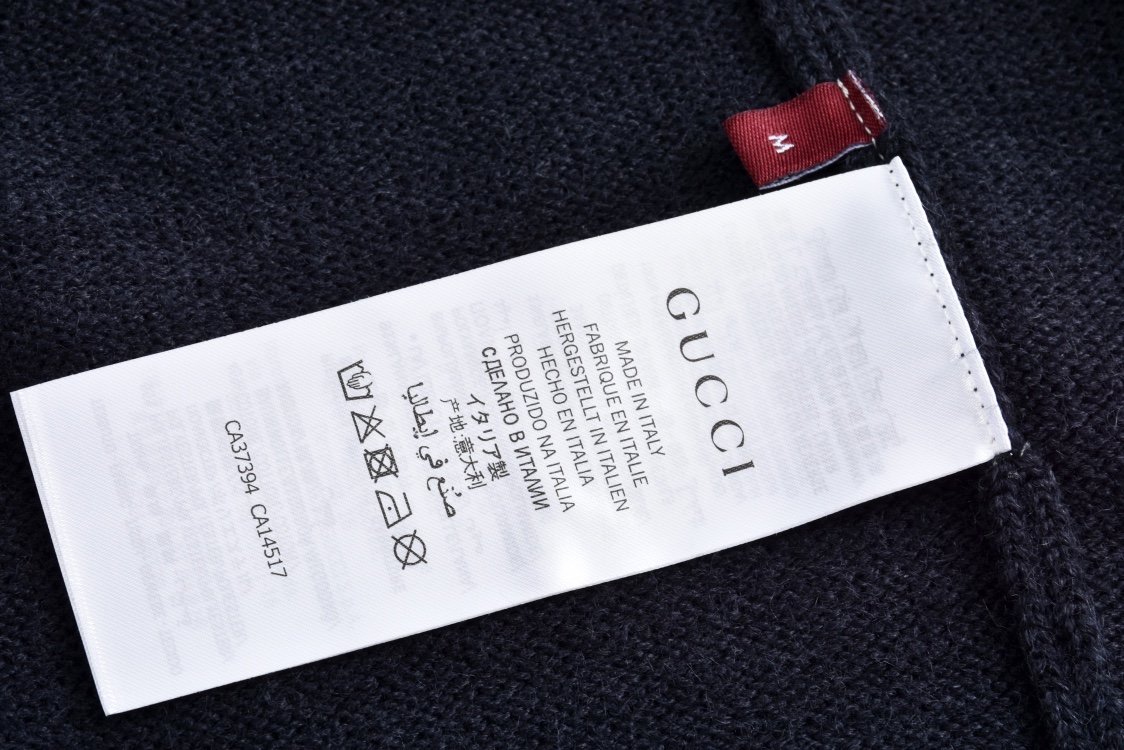 M
GUCCI
MADE IN ITALY
FABRIQUE EN ITALIE
HERGESTELLT IN ITALIEN
HECHO EN ITALIA
PRODUZIDO NA ITALIA
СДЕЛАНО В ИТАЛИИ
イタリア製
产地:意大利
صُنع في إيطاليا
CA37394 CA14517